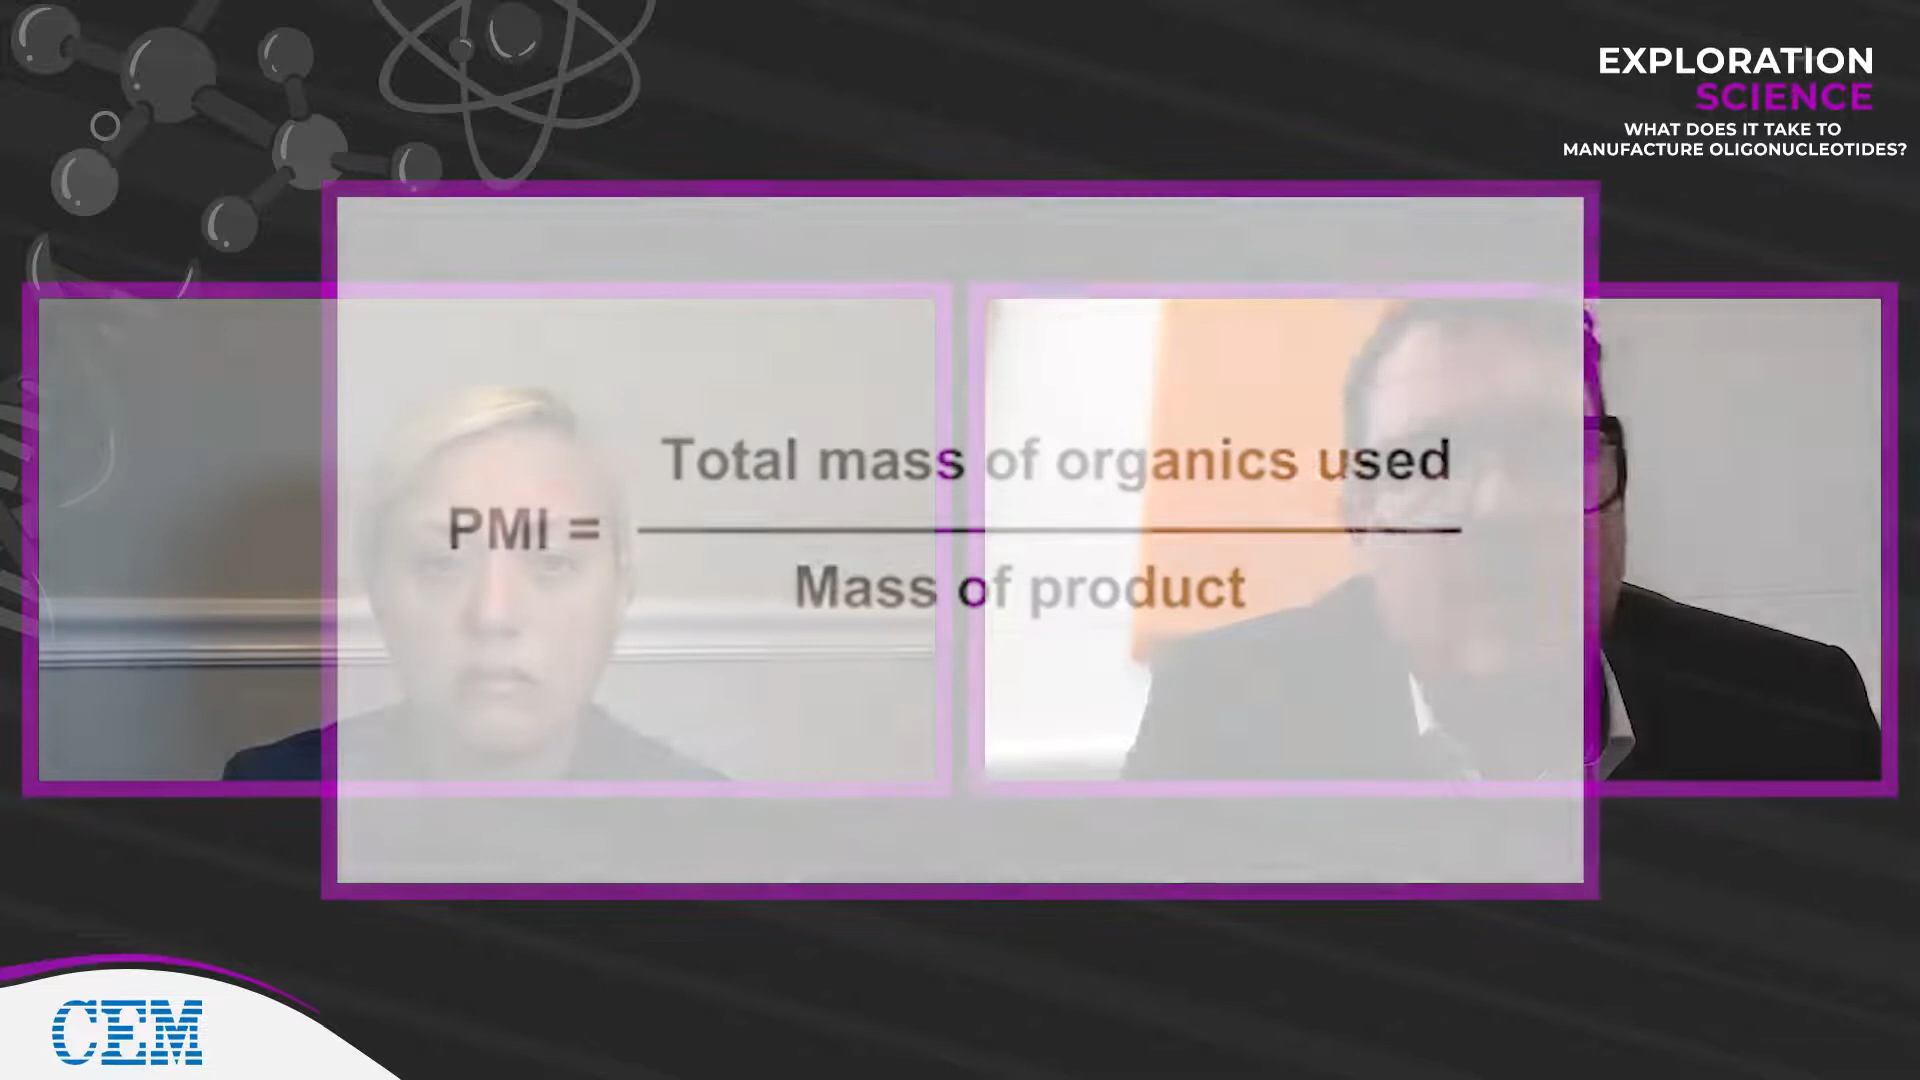 EXPLORATION
SCIENCE
WHAT DOES IT TAKE TO
MANUFACTURE OLIGONUCLEOTIDES?
Total mass of organics used
PMI =
Mass of product
CEM